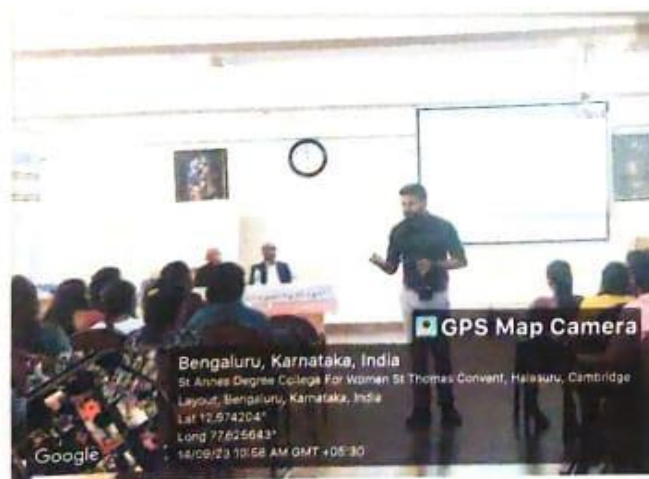 GPS Map Camera
Bengaluru, Karnataka, India
St Annes Degree College For Women St Thomas Convent, Halasuru, Cambridge
Layout, Bengaluru, Karnataka, India
Lat 12.974204°
Long 77.625643°
14/09/23 10:58 AM GMT +05:30
Google